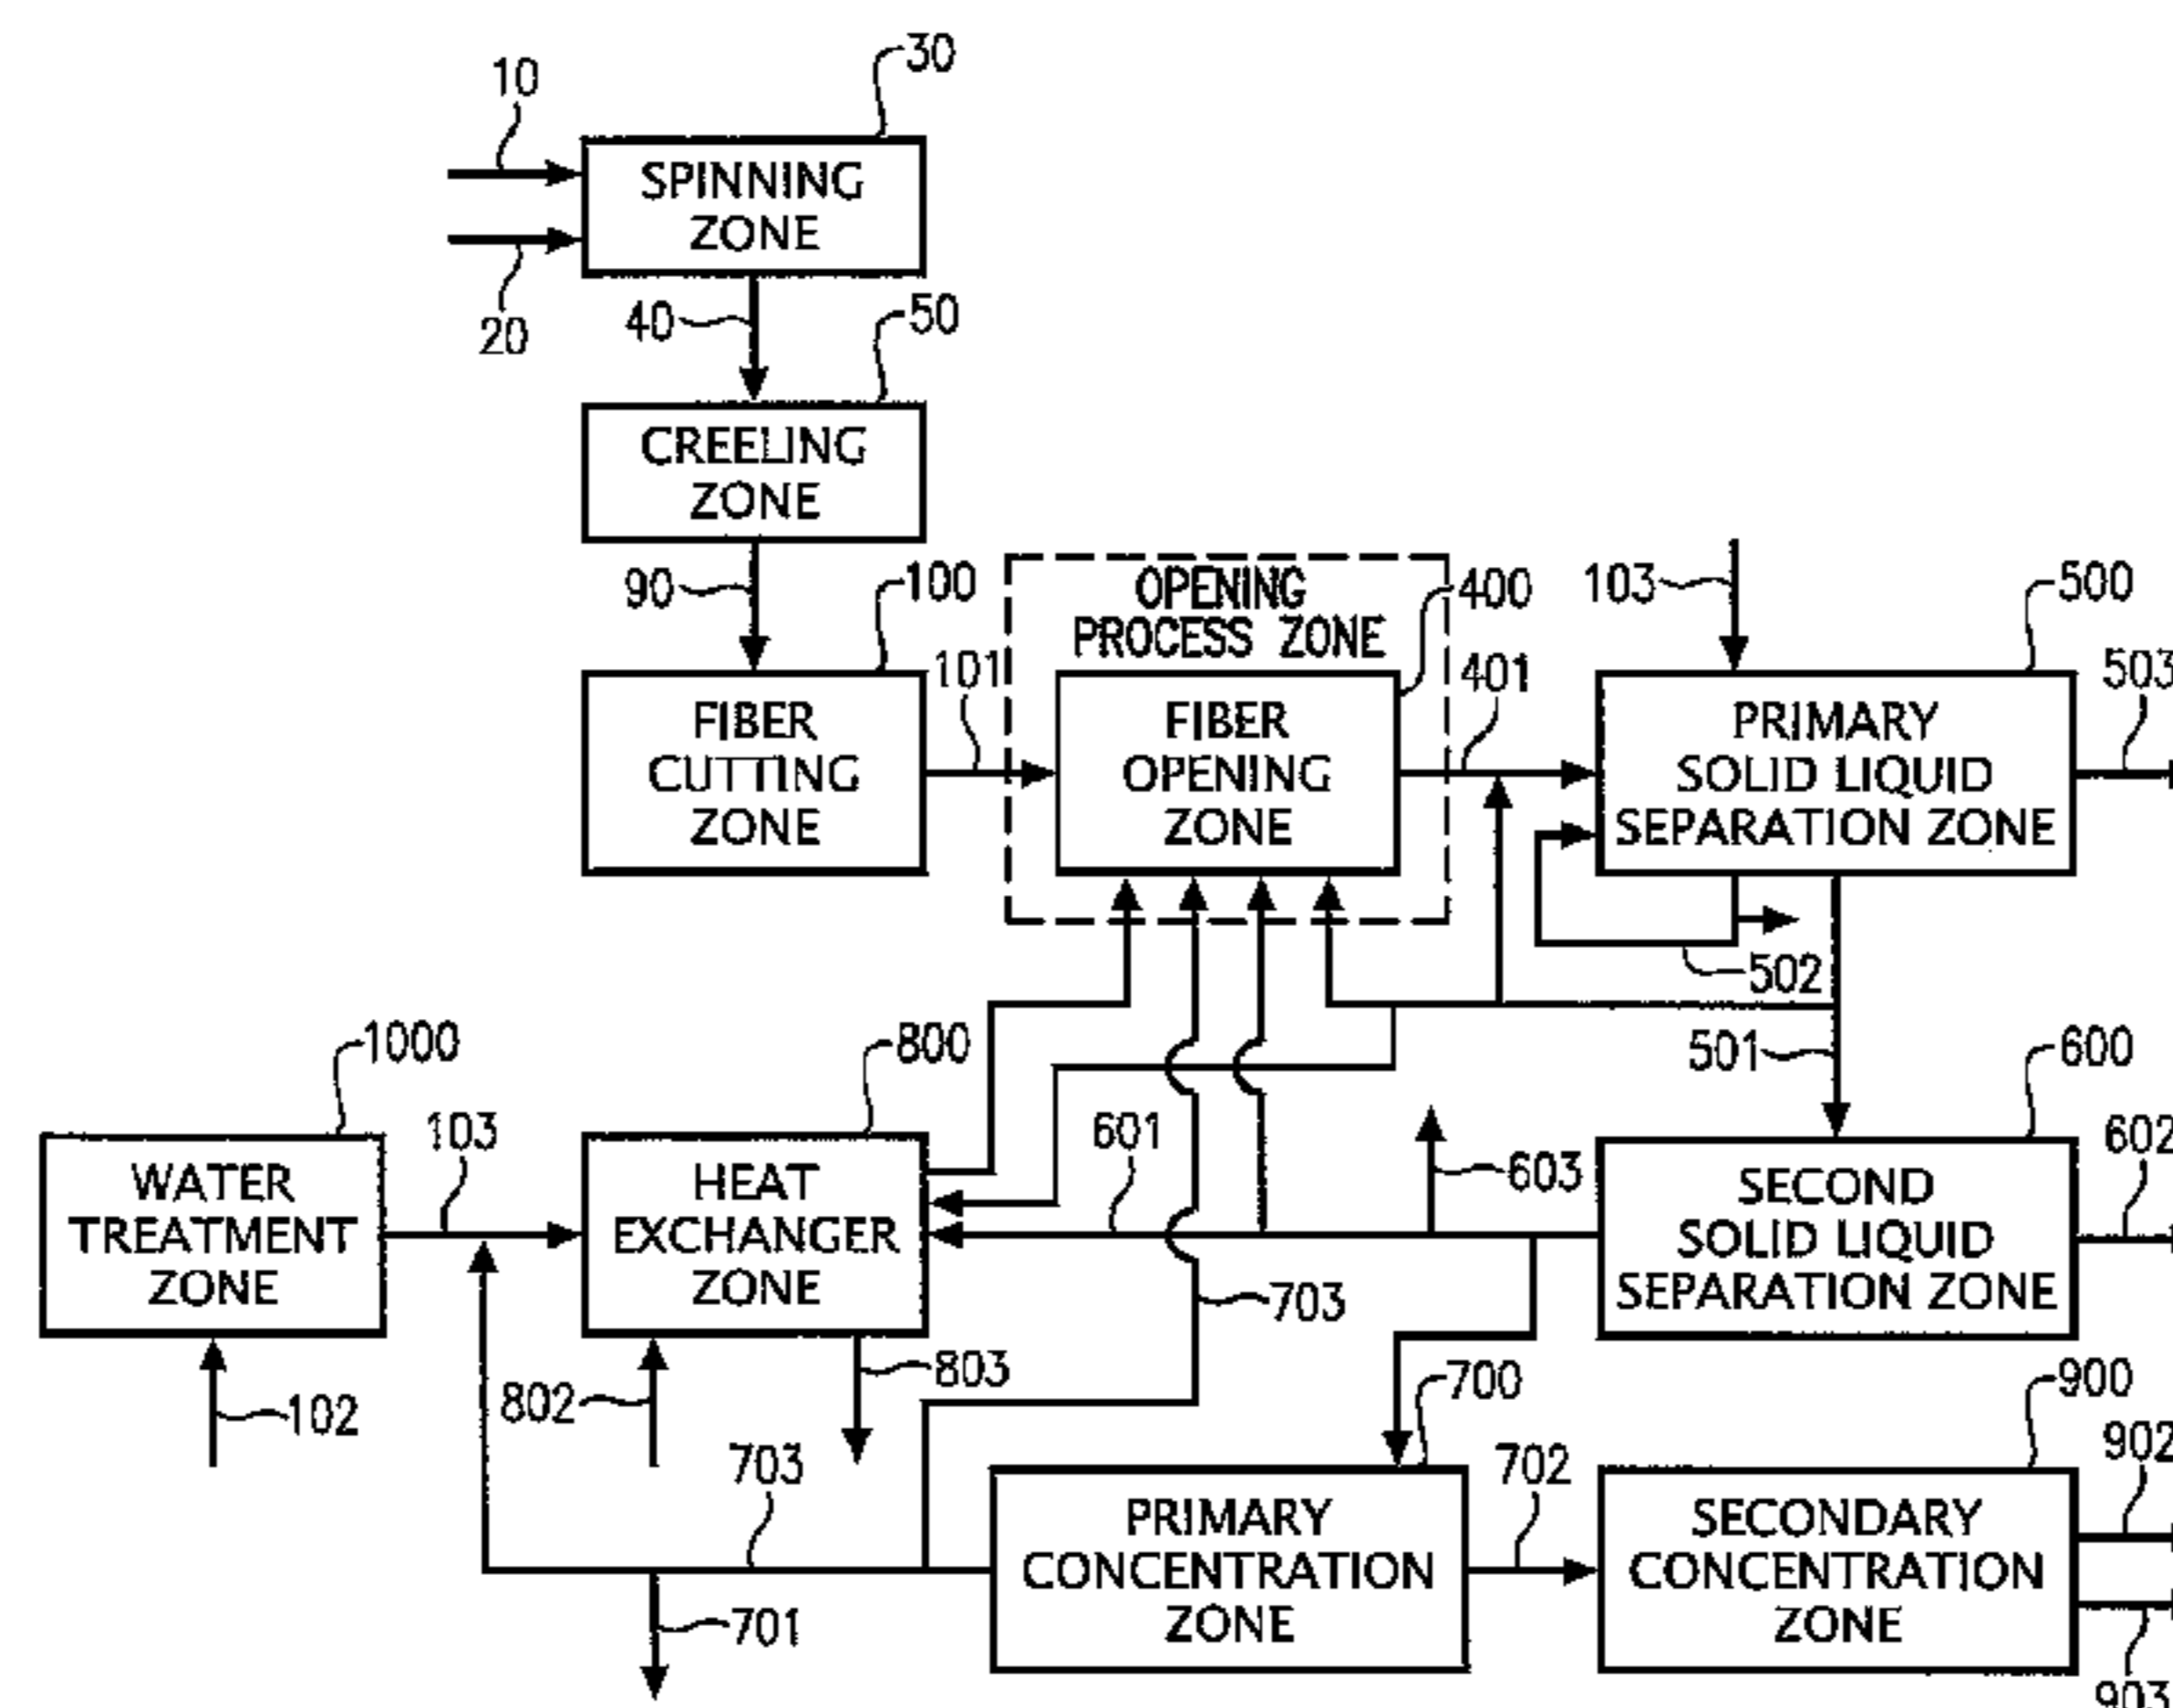 30
10
SPINNING
ZONE
20
40
50
CREELING
ZONE
90
100
OPENING
PROCESS ZONE
400
103
500
101
401
503
FIBER
CUTTING
ZONE
FIBER
OPENING
ZONE
PRIMARY
SOLID LIQUID
SEPARATION ZONE
502
1000
800
501
600
103
601
603
602
WATER
TREATMENT
ZONE
HEAT
EXCHANGER
ZONE
SECOND
SOLID LIQUID
SEPARATION ZONE
703
102
802
803
700
900
703
702
902
PRIMARY
CONCENTRATION
ZONE
SECONDARY
CONCENTRATION
ZONE
701
903